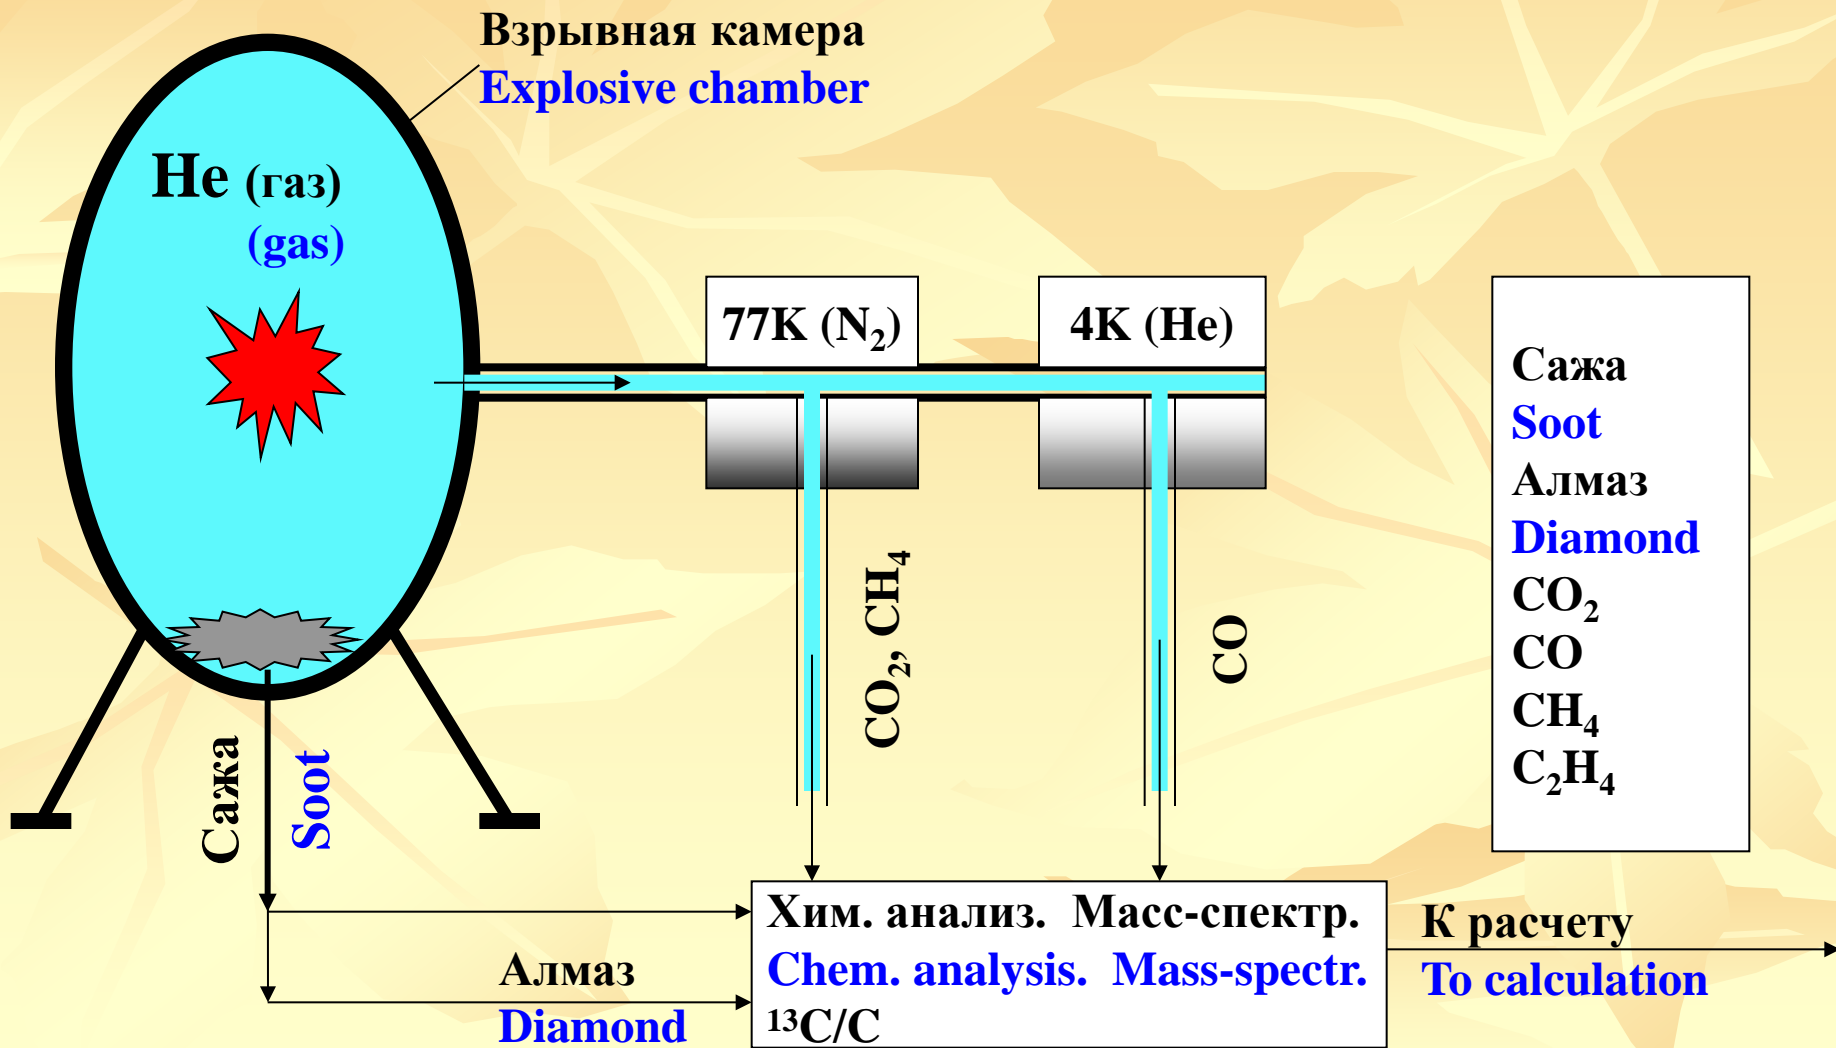 Взрывная камера
Explosive chamber
He (газ)
(gas)
77K (N₂)
4K (He)
CO₂, CH₄
CO
Сажа
Soot
Алмаз
Diamond
CO₂
CO
CH₄
C₂H₄
Сажа
Soot
Алмаз
Diamond
Хим. анализ. Масс-спектр.
Chem. analysis. Mass-spectr.
¹³C/C
К расчету
To calculation